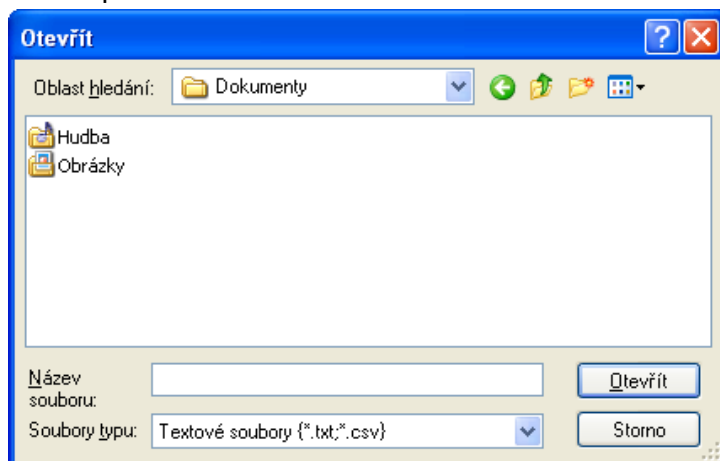 Otevřít
Oblast hledání: Dokumenty
Hudba
Obrázky
Název souboru:
Otevřít
Soubory typu: Textové soubory {*.txt;*.csv}
Storno